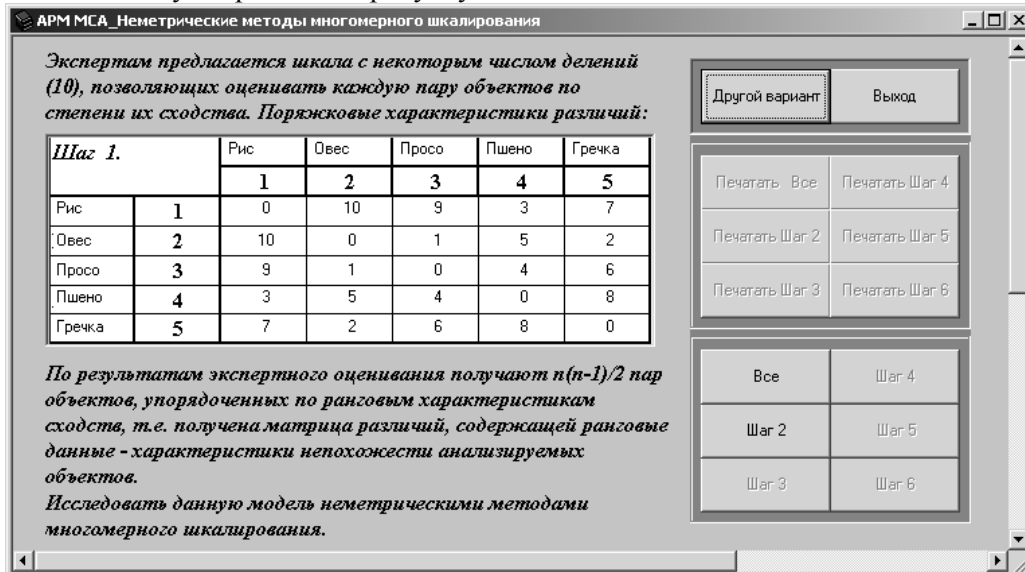 АРМ МСА_Неметрические методы многомерного шкалирования
Экспертам предлагается шкала с некоторым числом делений
(10), позволяющих оценивать каждую пару объектов по
степени их сходства. Поряжковые характеристики различий:
Шаг 1. Рис Овес Просо Пшено Гречка
1 2 3 4 5
Рис 1 0 10 9 3 7
Овес 2 10 0 1 5 2
Просо 3 9 1 0 4 6
Пшено 4 3 5 4 0 8
Гречка 5 7 2 6 8 0
По результатам экспертного оценивания получают n(n-1)/2 пар
объектов, упорядоченных по ранговым характеристикам
сходств, т.е. получена матрица различий, содержащей ранговые
данные - характеристики непохожести анализируемых
объектов.
Исследовать данную модель неметрическими методами
многомерного шкалирования.
Другой вариант Выход
Печатать Все Печатать Шаг 4
Печатать Шаг 2 Печатать Шаг 5
Печатать Шаг 3 Печатать Шаг 6
Все Шаг 4
Шаг 2 Шаг 5
Шаг 3 Шаг 6